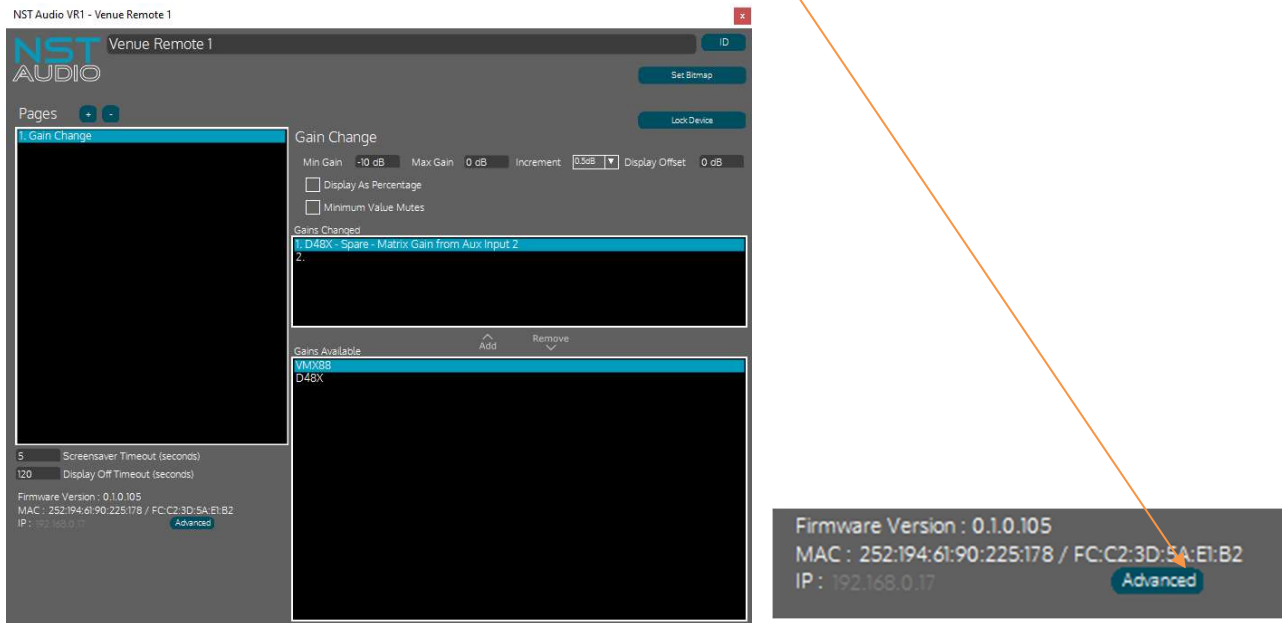 NST Audio VR1 - Venue Remote 1
x
NST
AUDIO
Venue Remote 1
ID
Set Bitmap
Lock Device
Pages
+
-
1. Gain Change
Gain Change
Min Gain -10 dB Max Gain 0 dB Increment 0.5dB Display Offset 0 dB
Display As Percentage
Minimum Value Mutes
Gains Changed
1. D48X - Spare - Matrix Gain from Aux Input 2
2.
Add
Remove
Gains Available
VMX88
D48X
5 Screensaver Timeout (seconds)
120 Display Off Timeout (seconds)
Firmware Version : 0.1.0.105
MAC : 252:194:61:90:225:178 / FC:C2:3D:5A:E1:B2
IP : 192.168.0.17 Advanced
Firmware Version : 0.1.0.105
MAC : 252:194:61:90:225:178 / FC:C2:3D:5A:E1:B2
IP : 192.168.0.17 Advanced